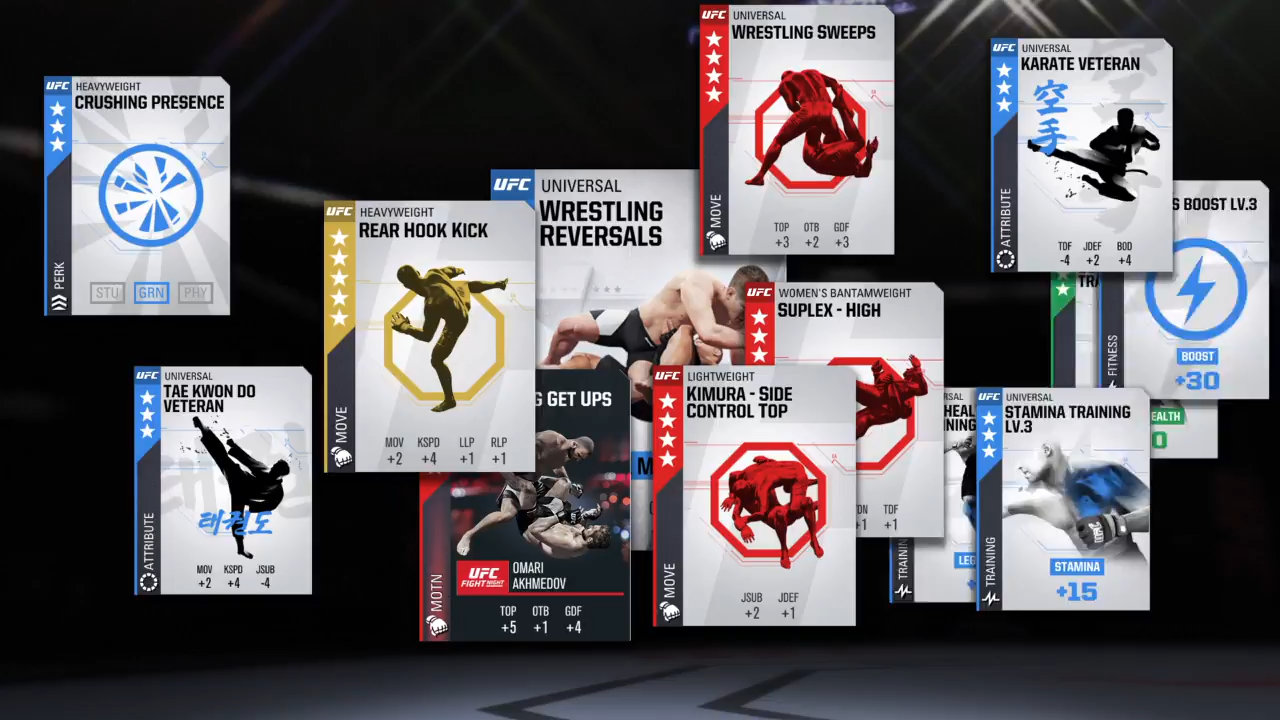 UFC HEAVYWEIGHT
CRUSHING PRESENCE
PERK
STU GRN PHY
UFC UNIVERSAL
TAE KWON DO
VETERAN
태권도
ATTRIBUTE
MOV KSPD JSUB
+2 +4 -4
UFC HEAVYWEIGHT
REAR HOOK KICK
MOVE
MOV KSPD LLP RLP
+2 +4 +1 +1
UFC UNIVERSAL
WRESTLING
REVERSALS
GET UPS
UFC
FIGHT NIGHT
OMARI
AKHMEDOV
MOTN
TOP OTB GDF
+5 +1 +4
UFC UNIVERSAL
WRESTLING SWEEPS
MOVE
TOP OTB GDF
+3 +2 +3
UFC WOMEN'S BANTAMWEIGHT
SUPLEX - HIGH
TDF
+1 +1
UFC LIGHTWEIGHT
KIMURA - SIDE
CONTROL TOP
MOVE
JSUB JDEF
+2 +1
UFC UNIVERSAL
KARATE VETERAN
空手
ATTRIBUTE
TDF JDEF BOD
-4 +2 +4
S BOOST LV.3
FITNESS
BOOST
+30
UFC UNIVERSAL
STAMINA TRAINING
LV.3
TRAINING
STAMINA
+15